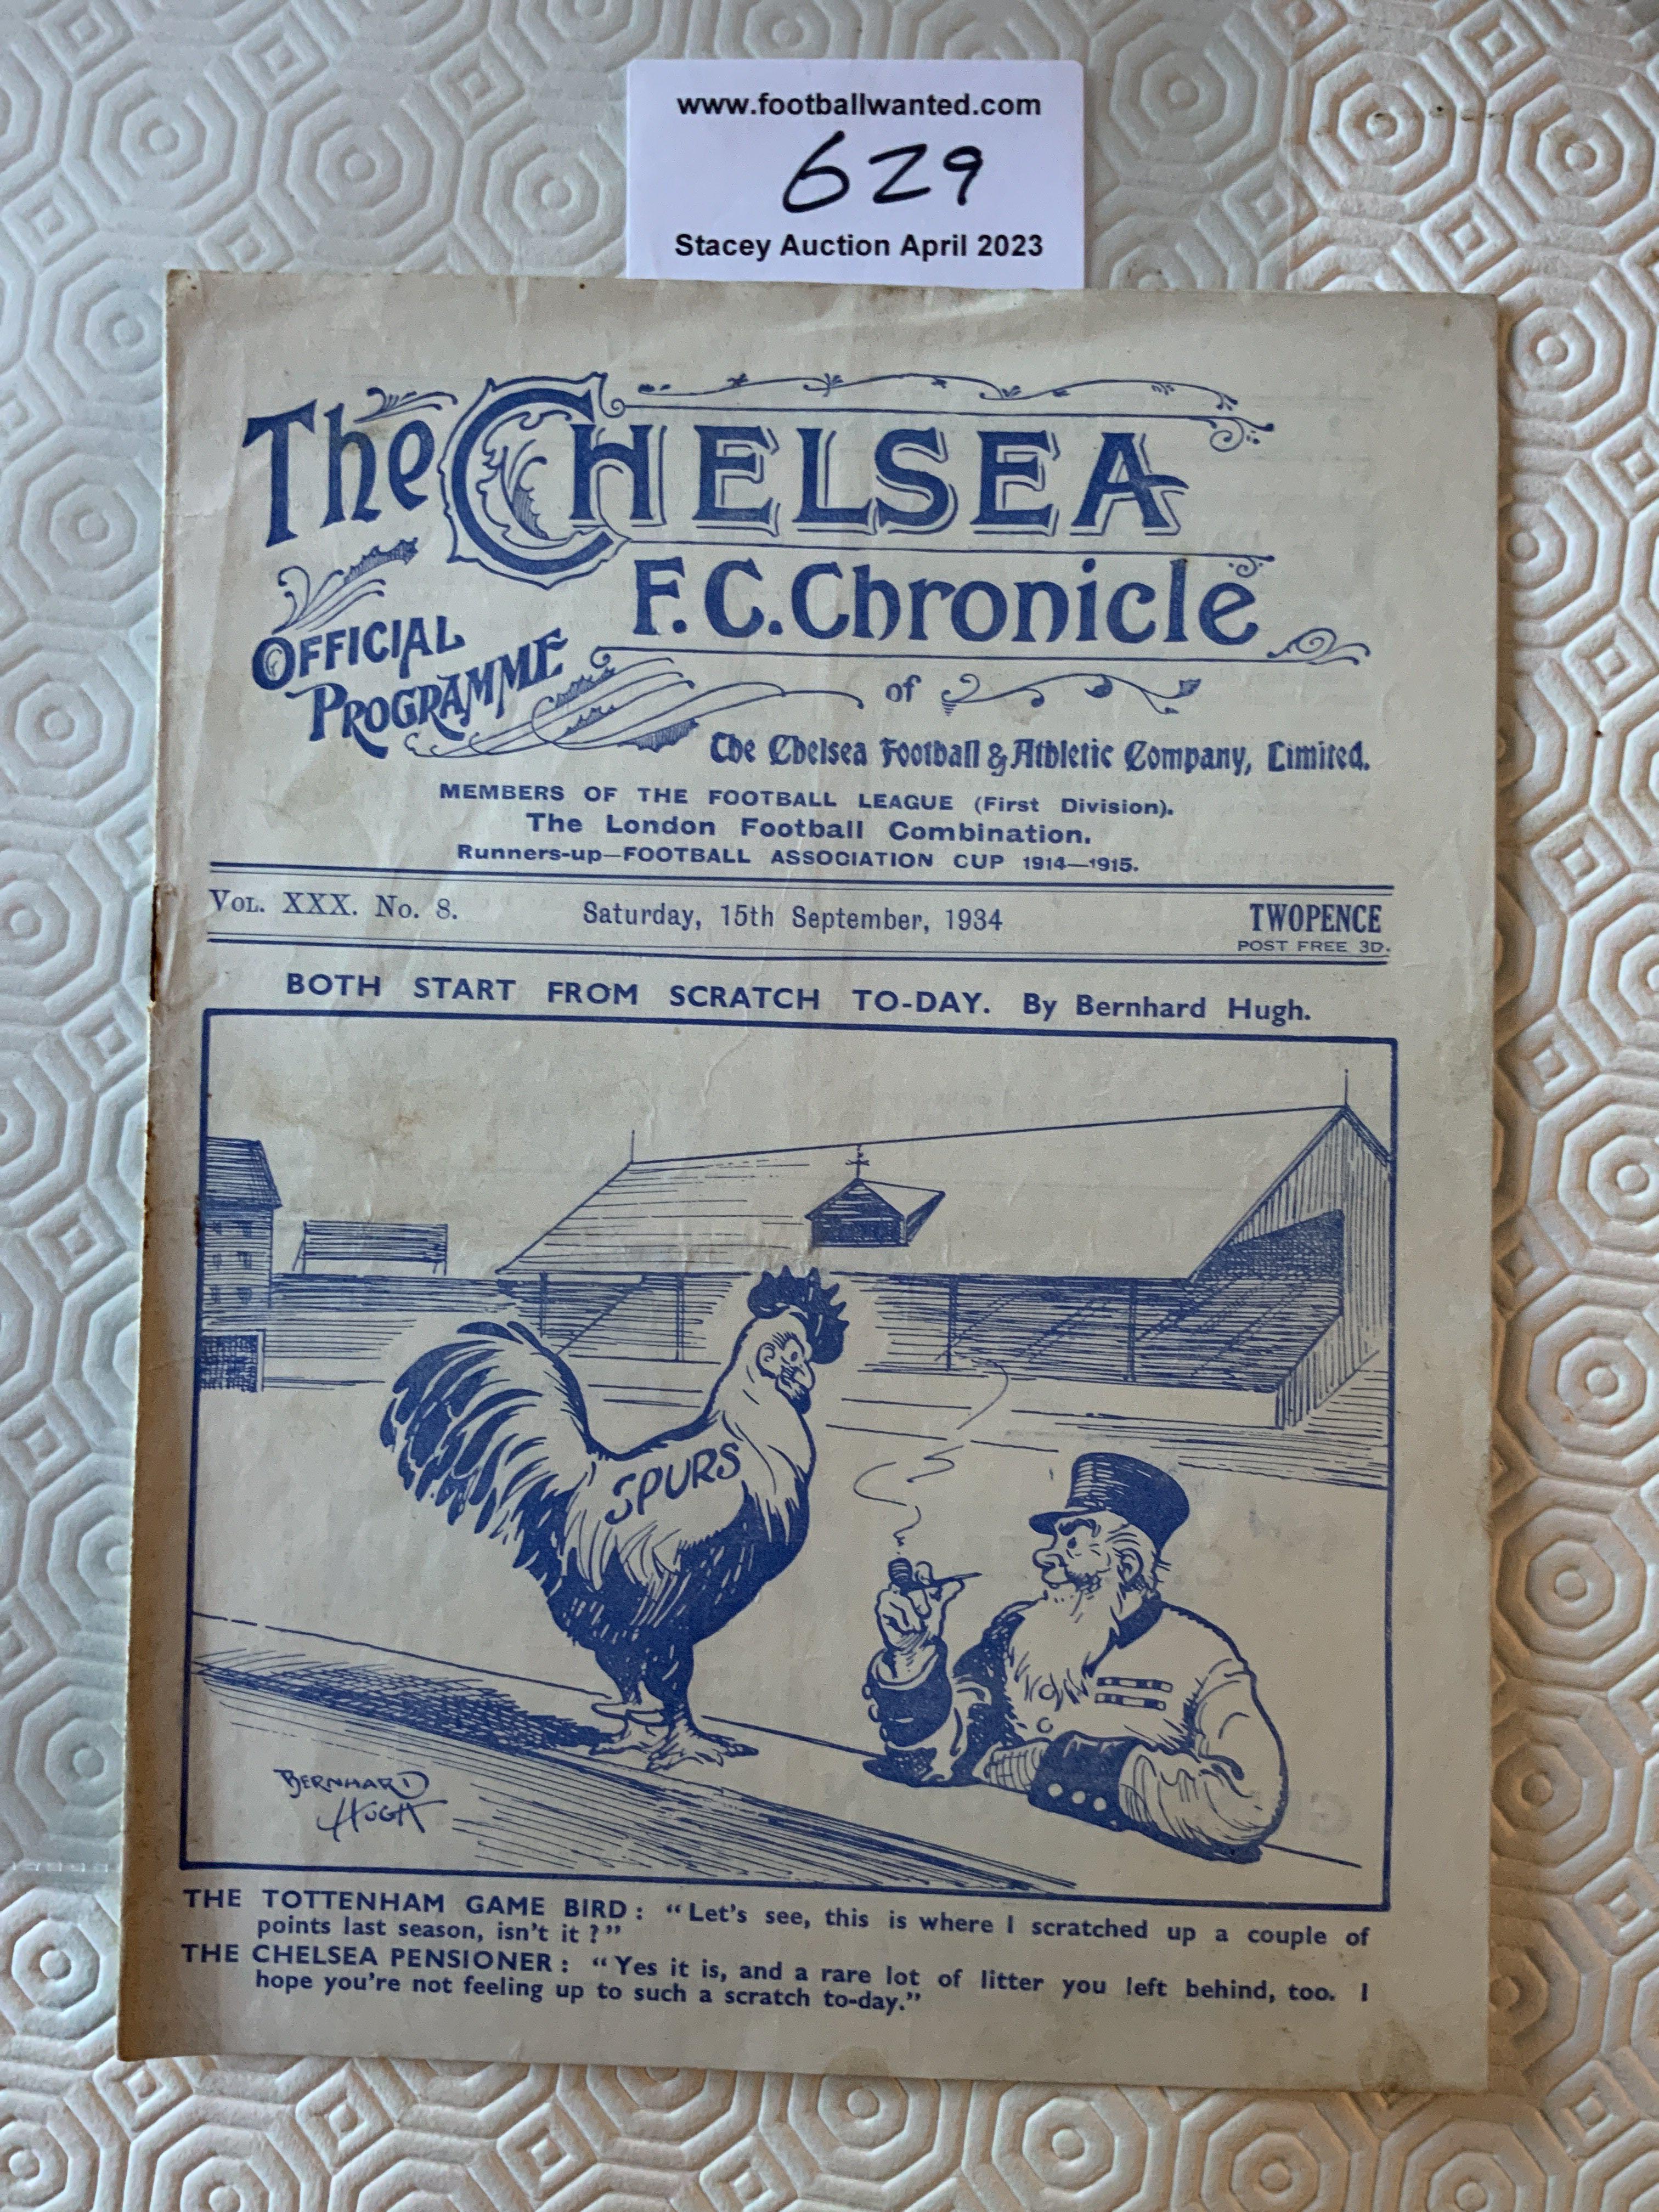 www.footballwanted.com
629
Stacey Auction April 2023
The CHELSEA
F.C. Chronicle
OFFICIAL
PROGRAMME
of
The Chelsea Football & Athletic Company, Limited.
MEMBERS OF THE FOOTBALL LEAGUE (First Division).
The London Football Combination.
Runners-up—FOOTBALL ASSOCIATION CUP 1914—1915.
VOL. XXX. No. 8. Saturday, 15th September, 1934 TWOPENCE
POST FREE 3D.
BOTH START FROM SCRATCH TO-DAY. By Bernhard Hugh.
SPURS
BERNHARD
HUGH
THE TOTTENHAM GAME BIRD: "Let's see, this is where I scratched up a couple of
points last season, isn't it?"
THE CHELSEA PENSIONER: "Yes it is, and a rare lot of litter you left behind, too. I
hope you're not feeling up to such a scratch to-day."